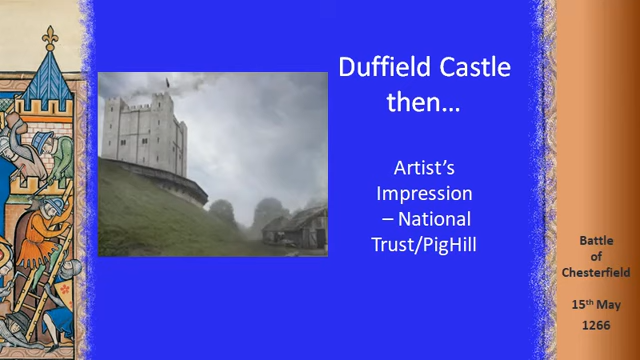 Duffield Castle
then…
Artist’s
Impression
– National
Trust/PigHill
Battle
of
Chesterfield
15th May
1266